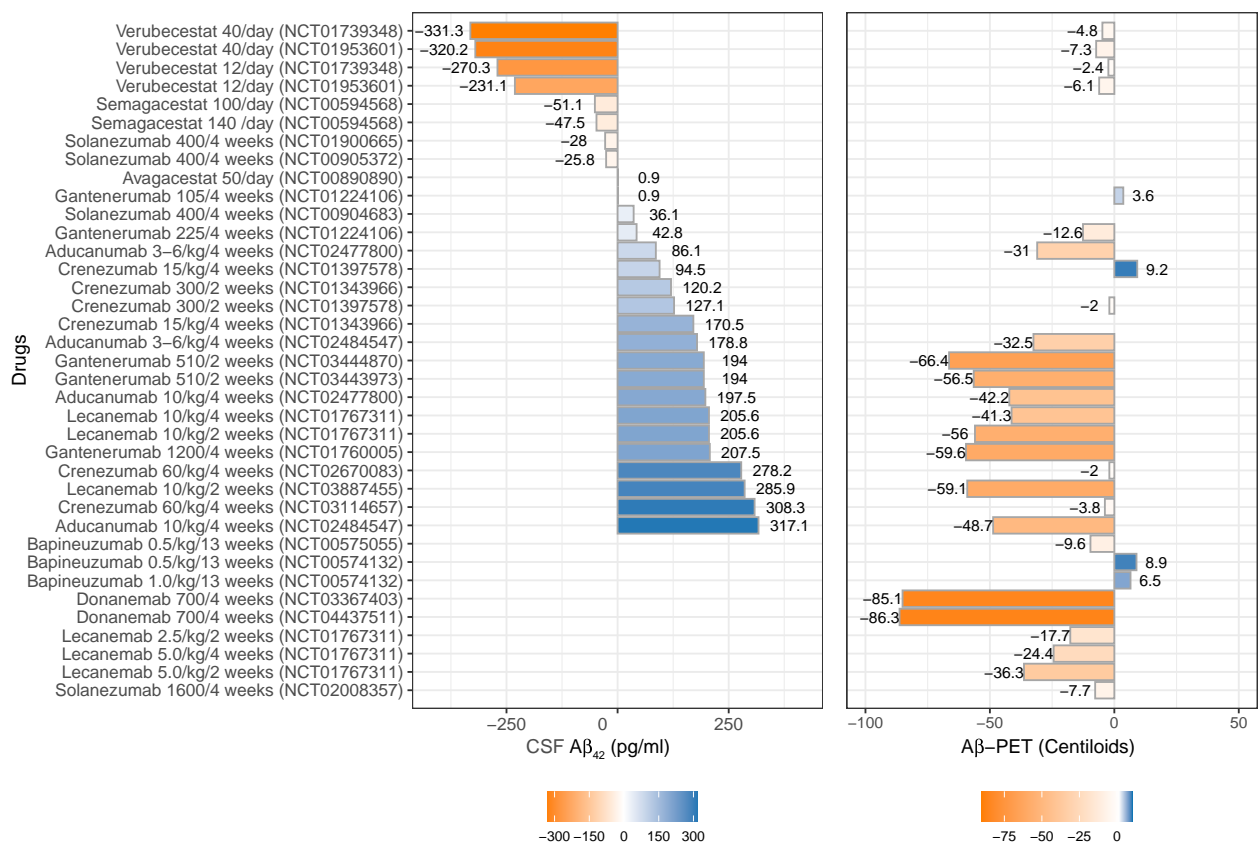 Drugs
Verubecestat 40/day (NCT01739348) −331.3 −4.8
Verubecestat 40/day (NCT01953601) −320.2 −7.3
Verubecestat 12/day (NCT01739348) −270.3 −2.4
Verubecestat 12/day (NCT01953601) −231.1 −6.1
Semagacestat 100/day (NCT00594568) −51.1
Semagacestat 140 /day (NCT00594568) −47.5
Solanezumab 400/4 weeks (NCT01900665) −28
Solanezumab 400/4 weeks (NCT00905372) −25.8
Avagacestat 50/day (NCT00890890) 0.9
Gantenerumab 105/4 weeks (NCT01224106) 0.9 3.6
Solanezumab 400/4 weeks (NCT00904683) 36.1
Gantenerumab 225/4 weeks (NCT01224106) 42.8 −12.6
Aducanumab 3−6/kg/4 weeks (NCT02477800) 86.1 −31
Crenezumab 15/kg/4 weeks (NCT01397578) 94.5 9.2
Crenezumab 300/2 weeks (NCT01343966) 120.2
Crenezumab 300/2 weeks (NCT01397578) 127.1 −2
Crenezumab 15/kg/4 weeks (NCT01343966) 170.5
Aducanumab 3−6/kg/4 weeks (NCT02484547) 178.8 −32.5
Gantenerumab 510/2 weeks (NCT03444870) 194 −66.4
Gantenerumab 510/2 weeks (NCT03443973) 194 −56.5
Aducanumab 10/kg/4 weeks (NCT02477800) 197.5 −42.2
Lecanemab 10/kg/4 weeks (NCT01767311) 205.6 −41.3
Lecanemab 10/kg/2 weeks (NCT01767311) 205.6 −56
Gantenerumab 1200/4 weeks (NCT01760005) 207.5 −59.6
Crenezumab 60/kg/4 weeks (NCT02670083) 278.2 −2
Lecanemab 10/kg/2 weeks (NCT03887455) 285.9 −59.1
Crenezumab 60/kg/4 weeks (NCT03114657) 308.3 −3.8
Aducanumab 10/kg/4 weeks (NCT02484547) 317.1 −48.7
Bapineuzumab 0.5/kg/13 weeks (NCT00575055) −9.6
Bapineuzumab 0.5/kg/13 weeks (NCT00574132) 8.9
Bapineuzumab 1.0/kg/13 weeks (NCT00574132) 6.5
Donanemab 700/4 weeks (NCT03367403) −85.1
Donanemab 700/4 weeks (NCT04437511) −86.3
Lecanemab 2.5/kg/2 weeks (NCT01767311) −17.7
Lecanemab 5.0/kg/4 weeks (NCT01767311) −24.4
Lecanemab 5.0/kg/2 weeks (NCT01767311) −36.3
Solanezumab 1600/4 weeks (NCT02008357) −7.7
−250 0 250 −100 −50 0 50
CSF Aβ₄₂ (pg/ml) Aβ−PET (Centiloids)
−300 −150 0 150 300 −75 −50 −25 0